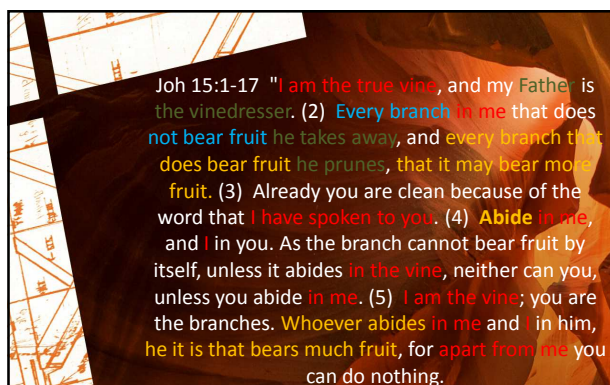 Joh 15:1-17 "I am the true vine, and my Father is
the vinedresser. (2) Every branch in me that does
not bear fruit he takes away, and every branch that
does bear fruit he prunes, that it may bear more
fruit. (3) Already you are clean because of the
word that I have spoken to you. (4) Abide in me,
and I in you. As the branch cannot bear fruit by
itself, unless it abides in the vine, neither can you,
unless you abide in me. (5) I am the vine; you are
the branches. Whoever abides in me and I in him,
he it is that bears much fruit, for apart from me you
can do nothing.